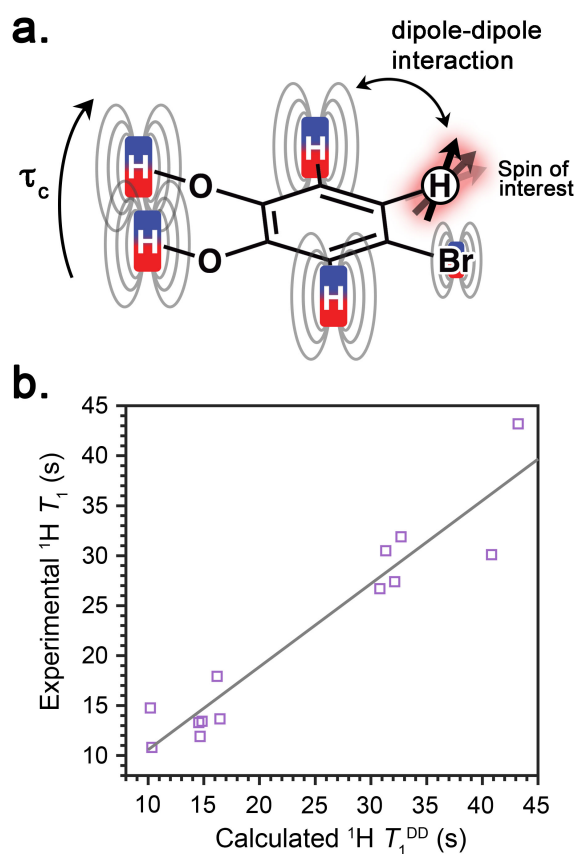 a.
dipole-dipole
interaction
τc
H
H
H
H
H
O
O
Br
Spin of
interest
b.
Experimental ¹H T₁ (s)
45
40
35
30
25
20
15
10
10 15 20 25 30 35 40 45
Calculated ¹H T₁ᴰᴰ (s)